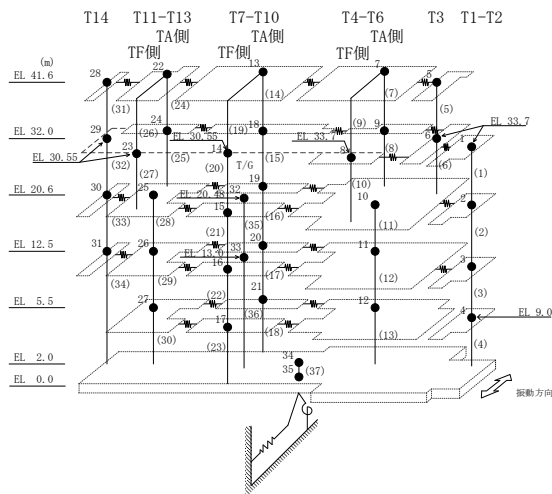 T14 T11-T13 T7-T10 T4-T6 T3 T1-T2
TF側 TA側 TF側 TA側 TF側 TA側
(m)
EL 41.6 28 22 13 7 5
(31) (24) (14) (7) (5)
EL 32.0 29 24 (26) (19) 18 (9) 9 6 EL 33.7
EL 30.55 EL 33.7 1
EL 30.55 23 14 8 (8)
(32) (25) (20) T/G (15) (6) (1)
(27) (10)
EL 20.6 30 25 EL 20.48 32 19 10 2
(33) (28) 15 (35) (16) (11) (2)
(21)
EL 12.5 31 26 EL 13.0 33 20 11 3
(34) (29) 16 (17) (12) (3)
EL 5.5 27 (22) 21 12 4 EL 9.0
(30) 17 (36) (18) (13) (4)
(23)
EL 2.0 34
EL 0.0 35 (37)
振動方向